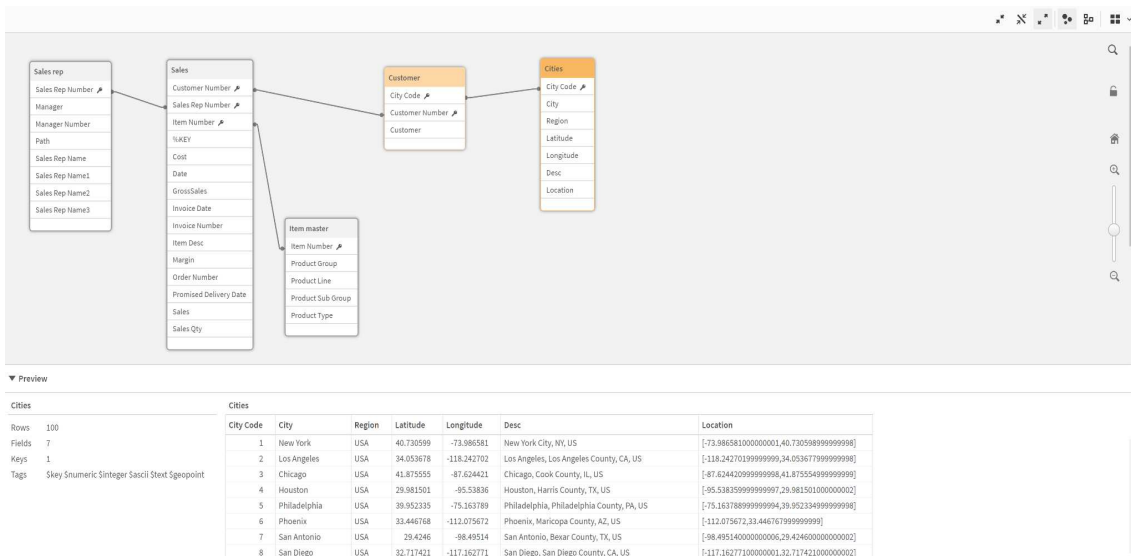 Sales rep
Sales Rep Number
Manager
Manager Number
Path
Sales Rep Name
Sales Rep Name1
Sales Rep Name2
Sales Rep Name3
Sales
Customer Number
Sales Rep Number
Item Number
%KEY
Cost
Date
GrossSales
Invoice Date
Invoice Number
Item Desc
Margin
Order Number
Promised Delivery Date
Sales
Sales Qty
Item master
Item Number
Product Group
Product Line
Product Sub Group
Product Type
Customer
City Code
Customer Number
Customer
Cities
City Code
City
Region
Latitude
Longitude
Desc
Location
Preview
Cities
Rows 100
Fields 7
Keys 1
Tags $key $numeric $integer $ascii $text $geopoint
Cities
City Code City Region Latitude Longitude Desc Location
1 New York USA 40.730599 -73.986581 New York City, NY, US [-73.986581000000001,40.730598999999998]
2 Los Angeles USA 34.053678 -118.242702 Los Angeles, Los Angeles County, CA, US [-118.24270199999999,34.053677999999998]
3 Chicago USA 41.875555 -87.624421 Chicago, Cook County, IL, US [-87.624420999999998,41.875554999999999]
4 Houston USA 29.981501 -95.53836 Houston, Harris County, TX, US [-95.538359999999997,29.981501000000002]
5 Philadelphia USA 39.952335 -75.163789 Philadelphia, Philadelphia County, PA, US [-75.163788999999994,39.952334999999998]
6 Phoenix USA 33.446768 -112.075672 Phoenix, Maricopa County, AZ, US [-112.075672,33.446767999999999]
7 San Antonio USA 29.4246 -98.49514 San Antonio, Bexar County, TX, US [-98.495140000000006,29.424600000000002]
8 San Diego USA 32.717421 -117.162771 San Diego, San Diego County, CA, US [-117.16277100000001,32.717421000000002]